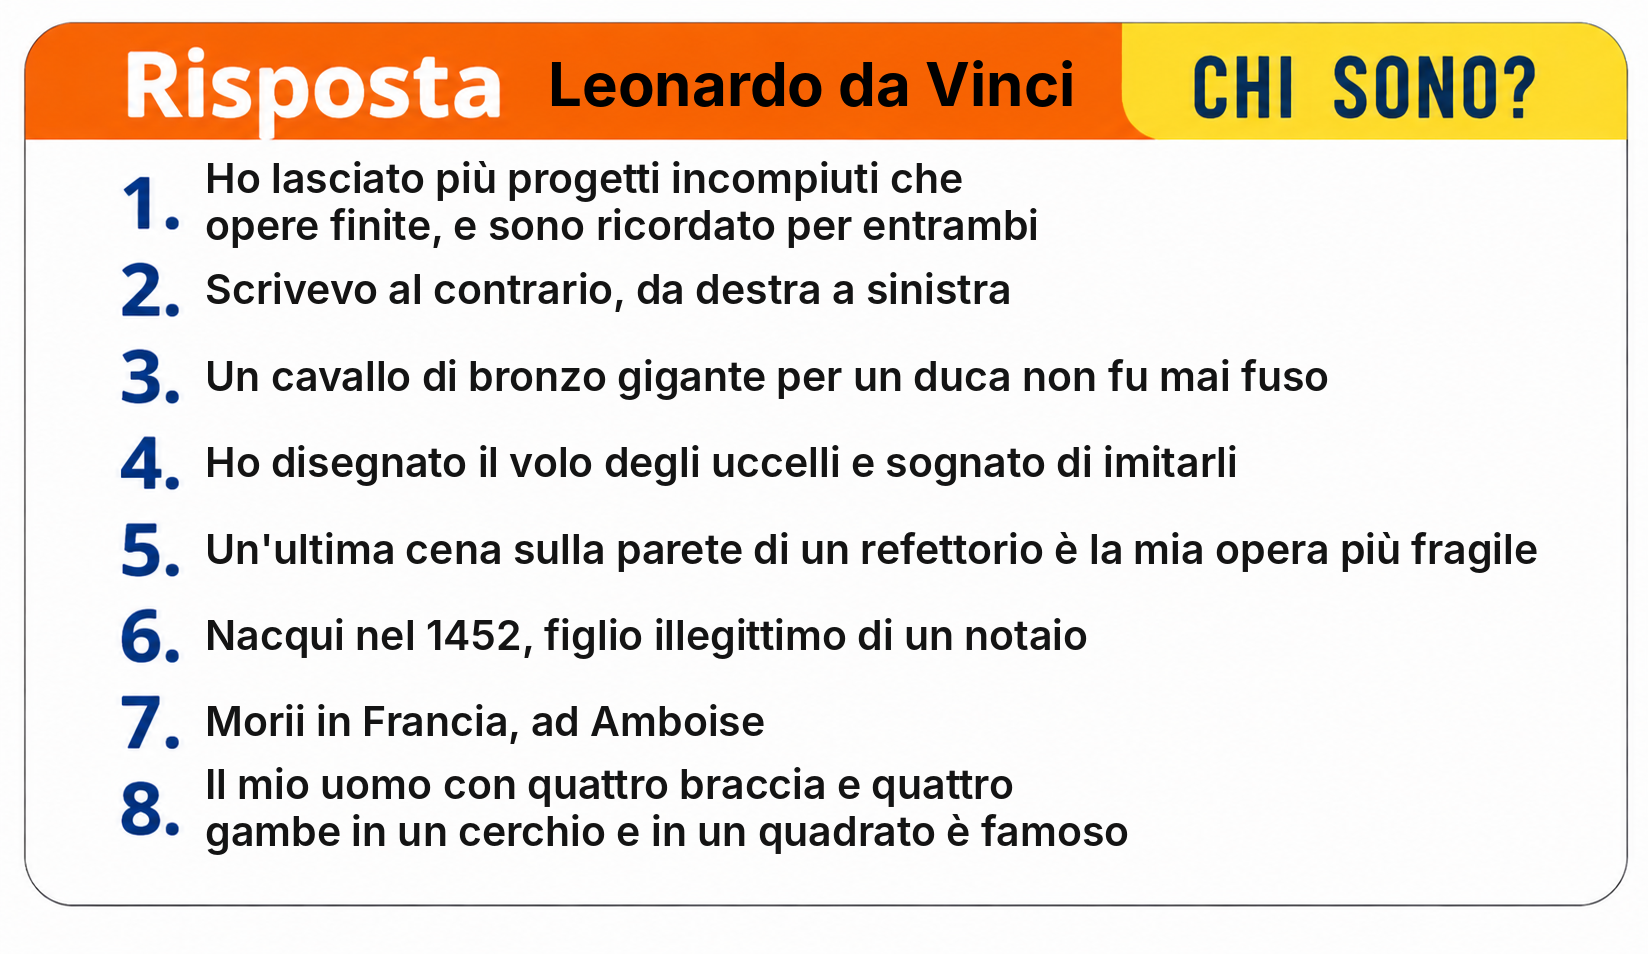 Risposta Leonardo da Vinci CHI SONO?
1. Ho lasciato più progetti incompiuti che
opere finite, e sono ricordato per entrambi
2. Scrivevo al contrario, da destra a sinistra
3. Un cavallo di bronzo gigante per un duca non fu mai fuso
4. Ho disegnato il volo degli uccelli e sognato di imitarli
5. Un'ultima cena sulla parete di un refettorio è la mia opera più fragile
6. Nacqui nel 1452, figlio illegittimo di un notaio
7. Morii in Francia, ad Amboise
8. Il mio uomo con quattro braccia e quattro
gambe in un cerchio e in un quadrato è famoso